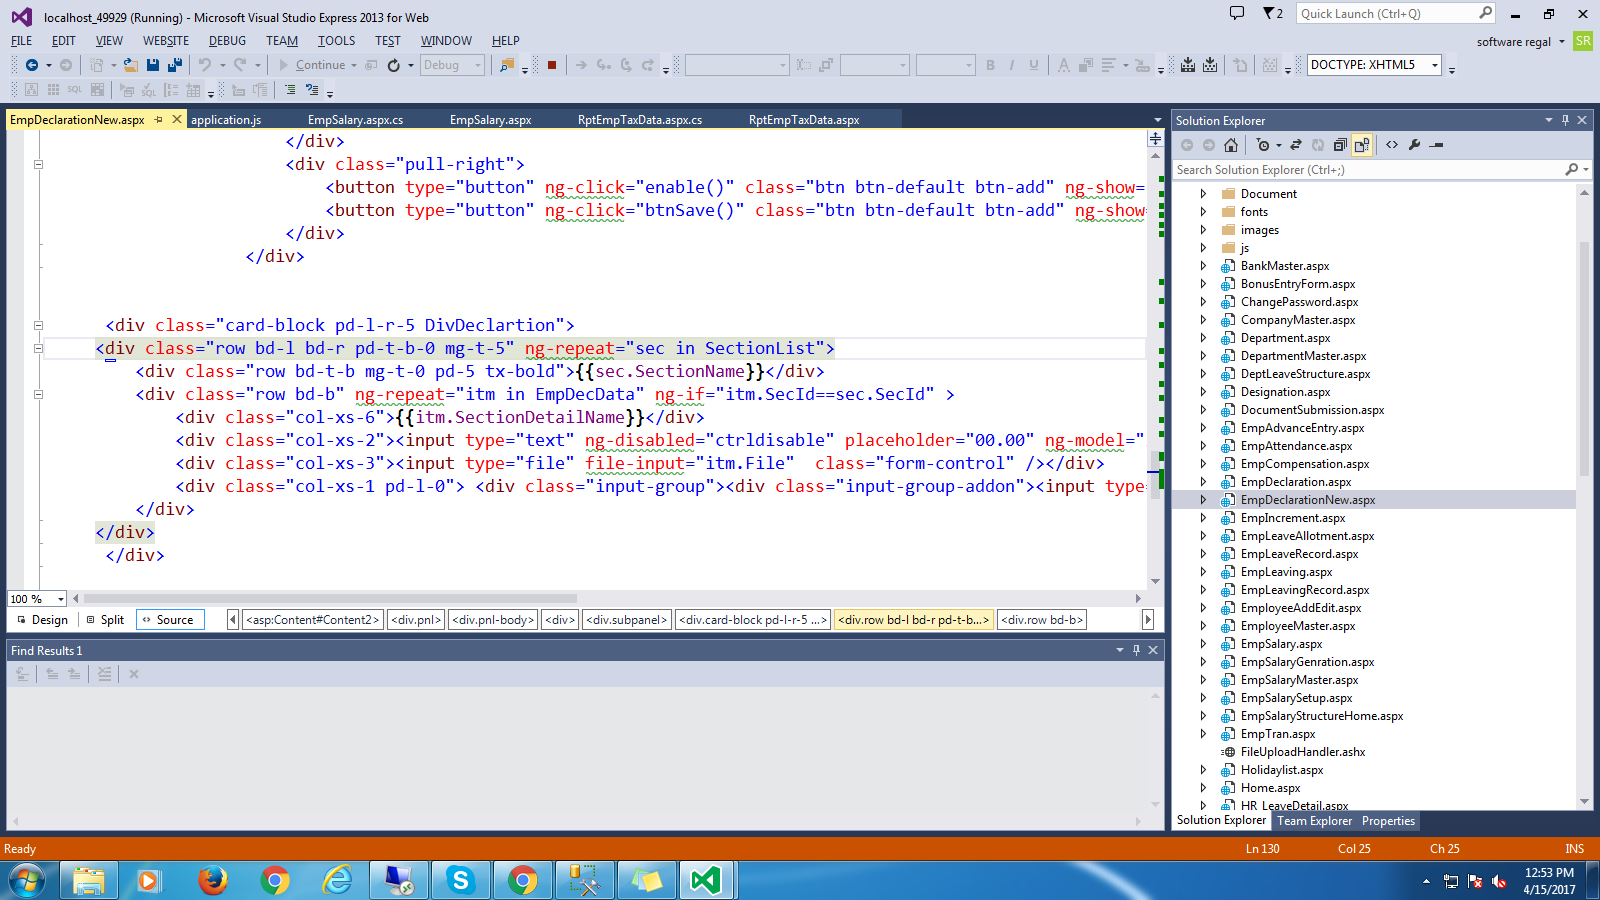 localhost_49929 (Running) - Microsoft Visual Studio Express 2013 for Web
2
Quick Launch (Ctrl+Q)
FILE EDIT VIEW WEBSITE DEBUG TEAM TOOLS TEST WINDOW HELP
software regal
SR
Continue
Debug
DOCTYPE: XHTML5
EmpDeclarationNew.aspx application.js EmpSalary.aspx.cs EmpSalary.aspx RptEmpTaxData.aspx.cs RptEmpTaxData.aspx
</div>
<div class="pull-right">
<button type="button" ng-click="enable()" class="btn btn-default btn-add" ng-show=
<button type="button" ng-click="btnSave()" class="btn btn-default btn-add" ng-show=
</div>
</div>
<div class="card-block pd-l-r-5 DivDeclartion">
<div class="row bd-l bd-r pd-t-b-0 mg-t-5" ng-repeat="sec in SectionList">
<div class="row bd-t-b mg-t-0 pd-5 tx-bold">{{sec.SectionName}}</div>
<div class="row bd-b" ng-repeat="itm in EmpDecData" ng-if="itm.SecId==sec.SecId" >
<div class="col-xs-6">{{itm.SectionDetailName}}</div>
<div class="col-xs-2"><input type="text" ng-disabled="ctrldisable" placeholder="00.00" ng-model="
<div class="col-xs-3"><input type="file" file-input="itm.File"  class="form-control" /></div>
<div class="col-xs-1 pd-l-0"> <div class="input-group"><div class="input-group-addon"><input type=
</div>
</div>
</div>
100 %
Design Split Source
<asp:Content#Content2> <div.pnl> <div.pnl-body> <div> <div.subpanel> <div.card-block pd-l-r-5 ...> <div.row bd-l bd-r pd-t-b...> <div.row bd-b>
Find Results 1
Solution Explorer
Search Solution Explorer (Ctrl+;)
Document
fonts
images
js
BankMaster.aspx
BonusEntryForm.aspx
ChangePassword.aspx
CompanyMaster.aspx
Department.aspx
DepartmentMaster.aspx
DeptLeaveStructure.aspx
Designation.aspx
DocumentSubmission.aspx
EmpAdvanceEntry.aspx
EmpAttendance.aspx
EmpCompensation.aspx
EmpDeclaration.aspx
EmpDeclarationNew.aspx
EmpIncrement.aspx
EmpLeaveAllotment.aspx
EmpLeaveRecord.aspx
EmpLeaving.aspx
EmpLeavingRecord.aspx
EmployeeAddEdit.aspx
EmployeeMaster.aspx
EmpSalary.aspx
EmpSalaryGenration.aspx
EmpSalaryMaster.aspx
EmpSalarySetup.aspx
EmpSalaryStructureHome.aspx
EmpTran.aspx
FileUploadHandler.ashx
Holidaylist.aspx
Home.aspx
HR_LeaveDetail.aspx
Solution Explorer Team Explorer Properties
Ready
Ln 130 Col 25 Ch 25 INS
12:53 PM
4/15/2017